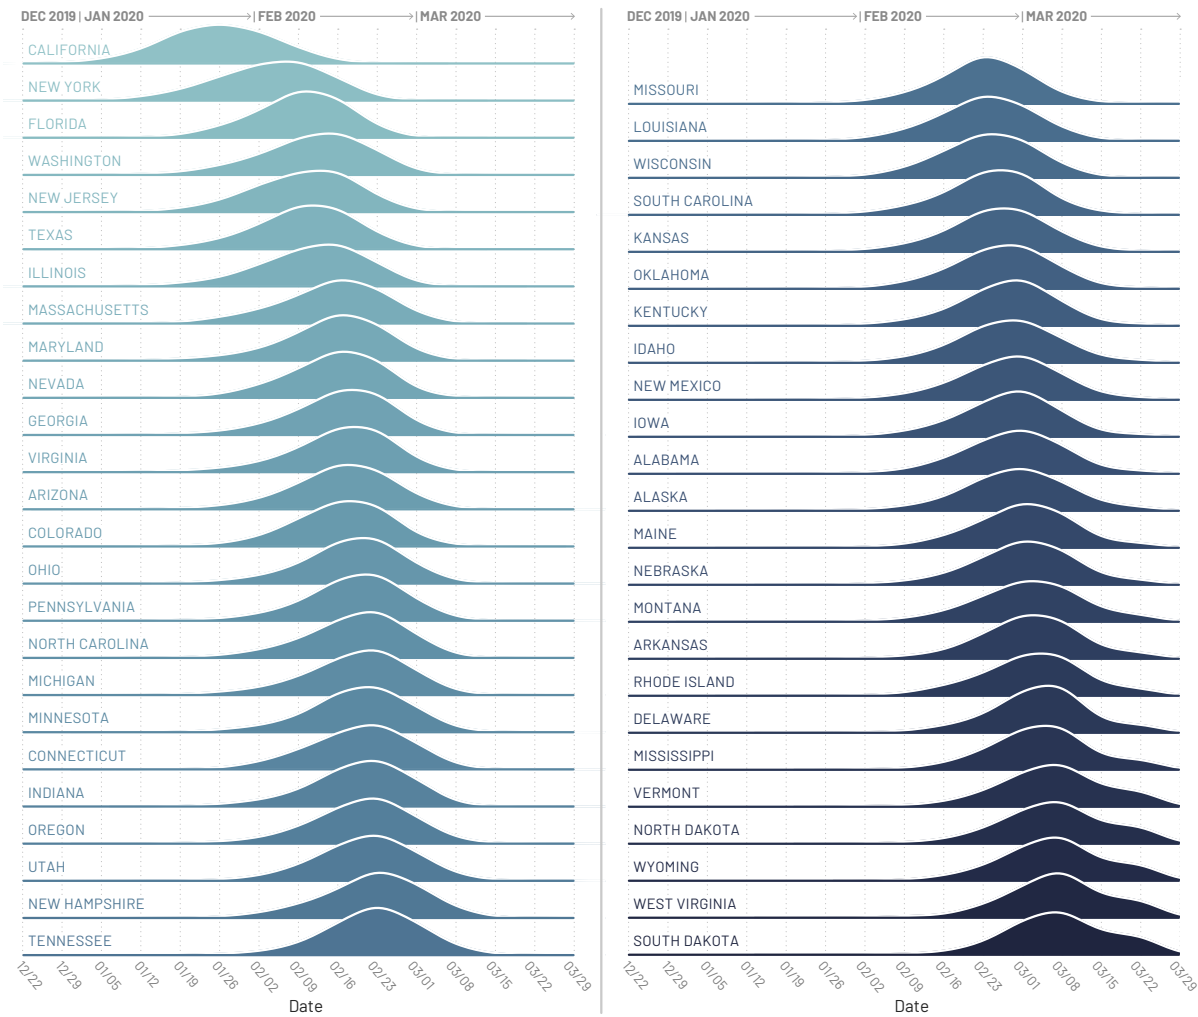 DEC 2019 | JAN 2020 | FEB 2020 | MAR 2020
CALIFORNIA
NEW YORK
FLORIDA
WASHINGTON
NEW JERSEY
TEXAS
ILLINOIS
MASSACHUSETTS
MARYLAND
NEVADA
GEORGIA
VIRGINIA
ARIZONA
COLORADO
OHIO
PENNSYLVANIA
NORTH CAROLINA
MICHIGAN
MINNESOTA
CONNECTICUT
INDIANA
OREGON
UTAH
NEW HAMPSHIRE
TENNESSEE
12/22 12/29 01/05 01/12 01/19 01/26 02/02 02/09 02/16 02/23 03/01 03/08 03/15 03/22 03/29
Date
DEC 2019 | JAN 2020 | FEB 2020 | MAR 2020
MISSOURI
LOUISIANA
WISCONSIN
SOUTH CAROLINA
KANSAS
OKLAHOMA
KENTUCKY
IDAHO
NEW MEXICO
IOWA
ALABAMA
ALASKA
MAINE
NEBRASKA
MONTANA
ARKANSAS
RHODE ISLAND
DELAWARE
MISSISSIPPI
VERMONT
NORTH DAKOTA
WYOMING
WEST VIRGINIA
SOUTH DAKOTA
12/22 12/29 01/05 01/12 01/19 01/26 02/02 02/09 02/16 02/23 03/01 03/08 03/15 03/22 03/29
Date